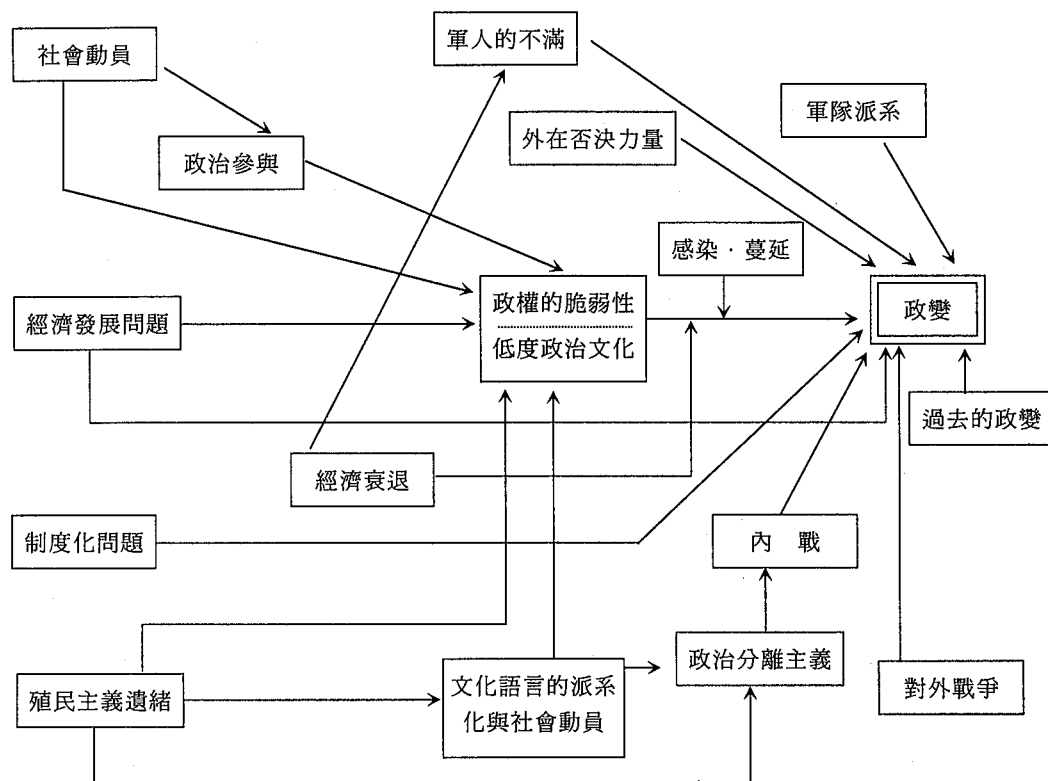 社會動員
軍人的不滿
軍隊派系
外在否決力量
政治參與
感染·蔓延
政權的脆弱性
低度政治文化
政變
經濟發展問題
過去的政變
經濟衰退
制度化問題
內 戰
政治分離主義
文化語言的派系
化與社會動員
殖民主義遺緒
對外戰爭